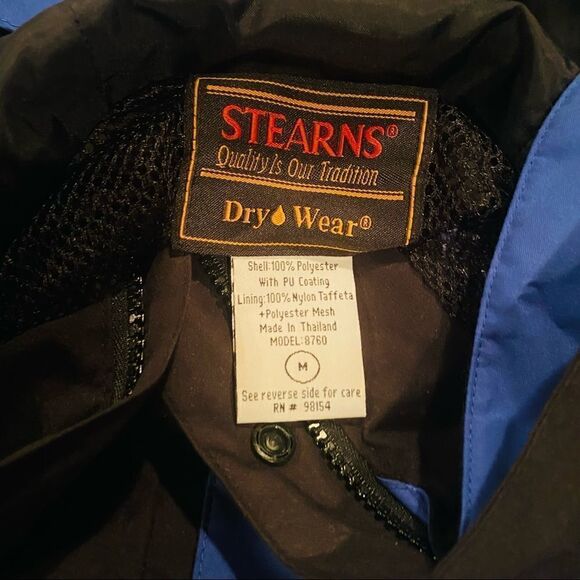 STEARNS®
Quality Is Our Tradition
Dry Wear®
Shell:100% Polyester
With PU Coating
Lining:100% Nylon Taffeta
+Polyester Mesh
Made In Thailand
MODEL:8760
M
See reverse side for care
RN # 98154